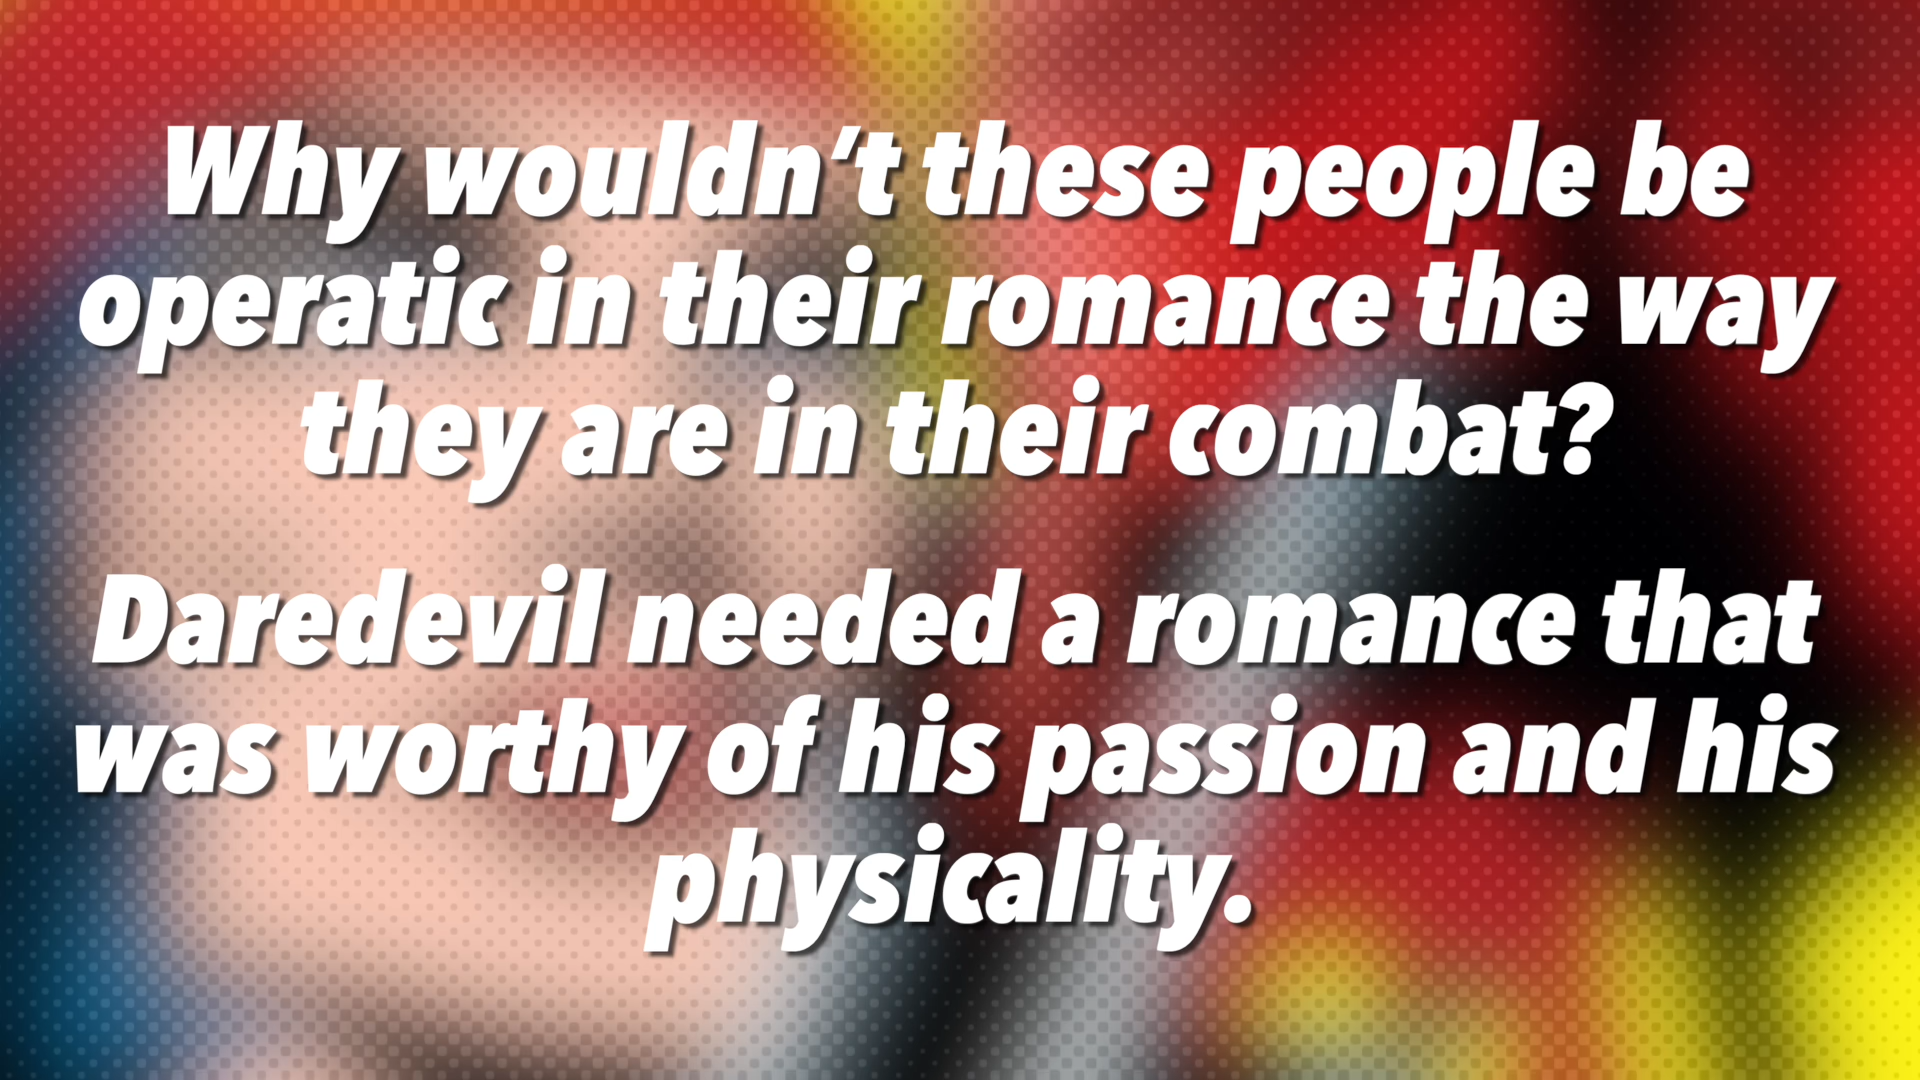 Why wouldn‘t these people be
operatic in their romance the way
they are in their combat?
Daredevil needed a romance that
was worthy of his passion and his
physicality.